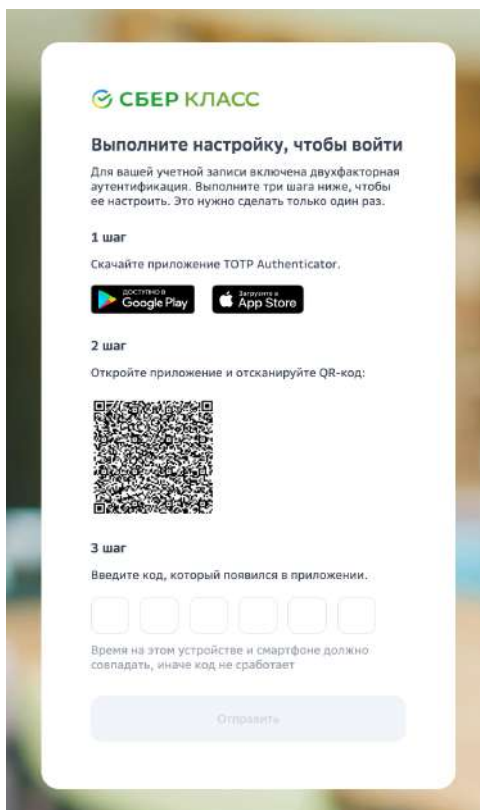 СБЕР КЛАСС
Выполните настройку, чтобы войти
Для вашей учетной записи включена двухфакторная
аутентификация. Выполните три шага ниже, чтобы
ее настроить. Это нужно сделать только один раз.
1 шаг
Скачайте приложение TOTP Authenticator.
ДОСТУПНО В
Google Play
Загрузите в
App Store
2 шаг
Откройте приложение и отсканируйте QR-код:
3 шаг
Введите код, который появился в приложении.
Время на этом устройстве и смартфоне должно
совпадать, иначе код не сработает
Отправить